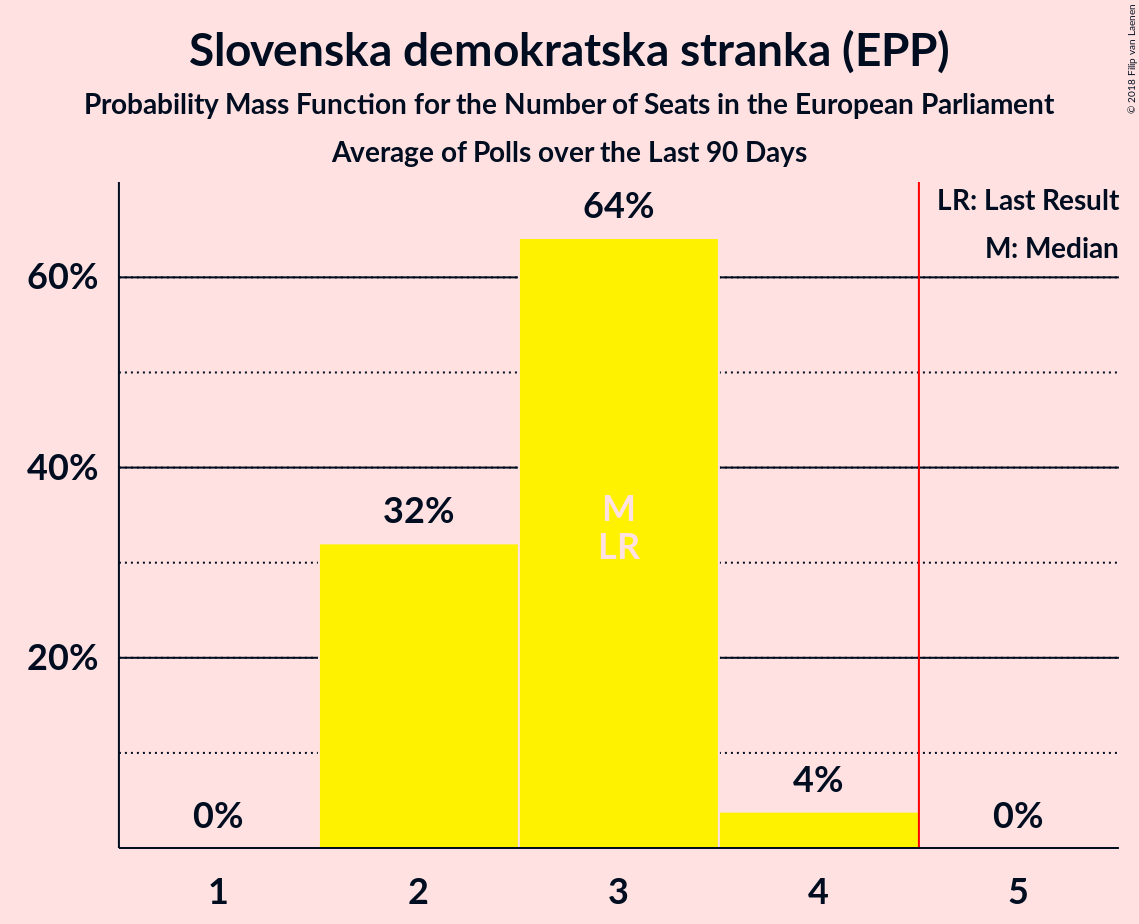 Slovenska demokratska stranka (EPP)
Probability Mass Function for the Number of Seats in the European Parliament
Average of Polls over the Last 90 Days
© 2018 Filip van Laenen
LR: Last Result
M: Median
60%
40%
20%
0%
32%
64%
4%
0%
M
LR
1 2 3 4 5